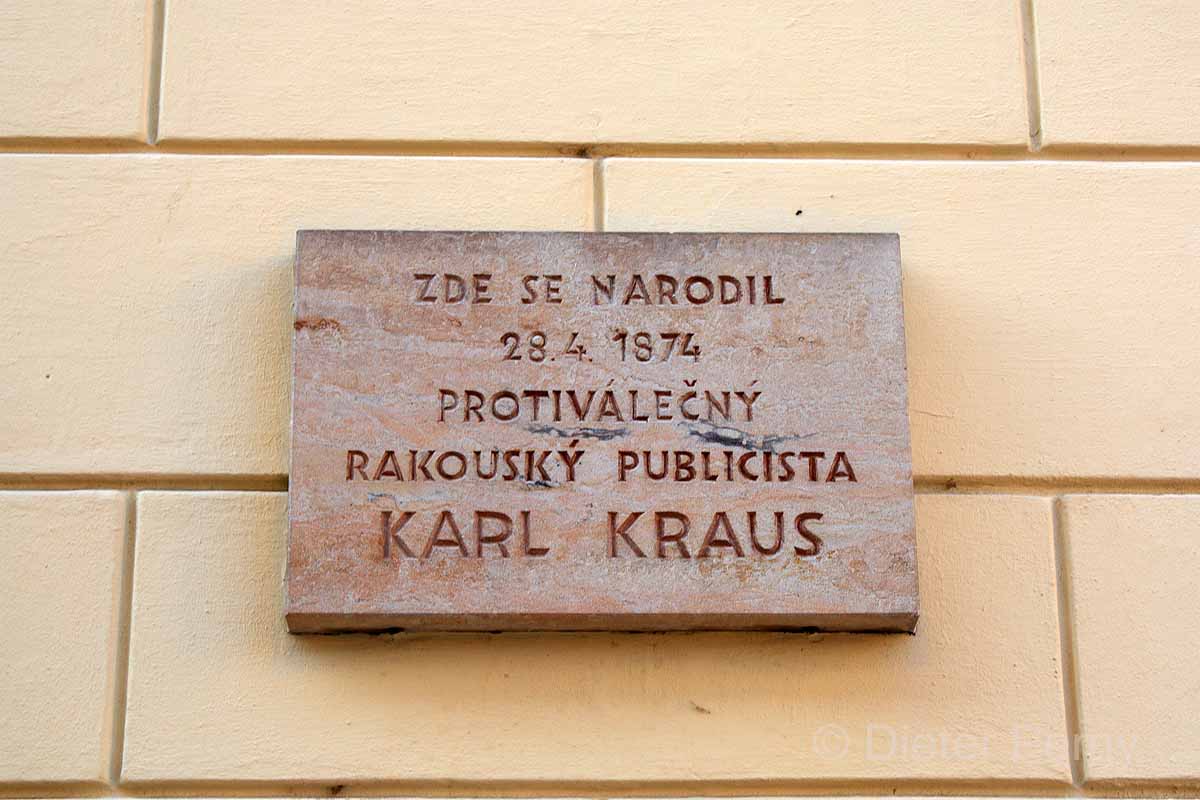 ZDE SE NARODIL
28.4. 1874
PROTIVÁLEČNÝ
RAKOUSKÝ PUBLICISTA
KARL KRAUS
© Dieter